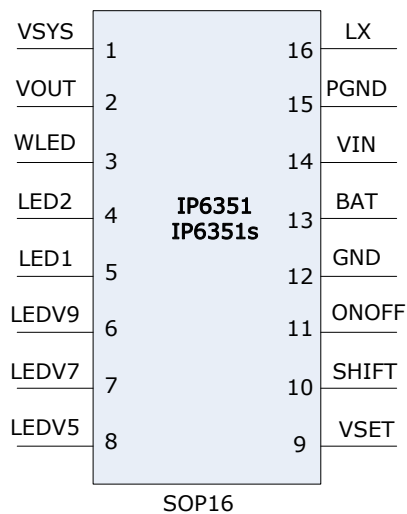 VSYS 1 16 LX
VOUT 2 15 PGND
WLED 3 14 VIN
LED2 4 IP6351 13 BAT
IP6351s
LED1 5 12 GND
LEDV9 6 11 ONOFF
LEDV7 7 10 SHIFT
LEDV5 8 9 VSET
SOP16